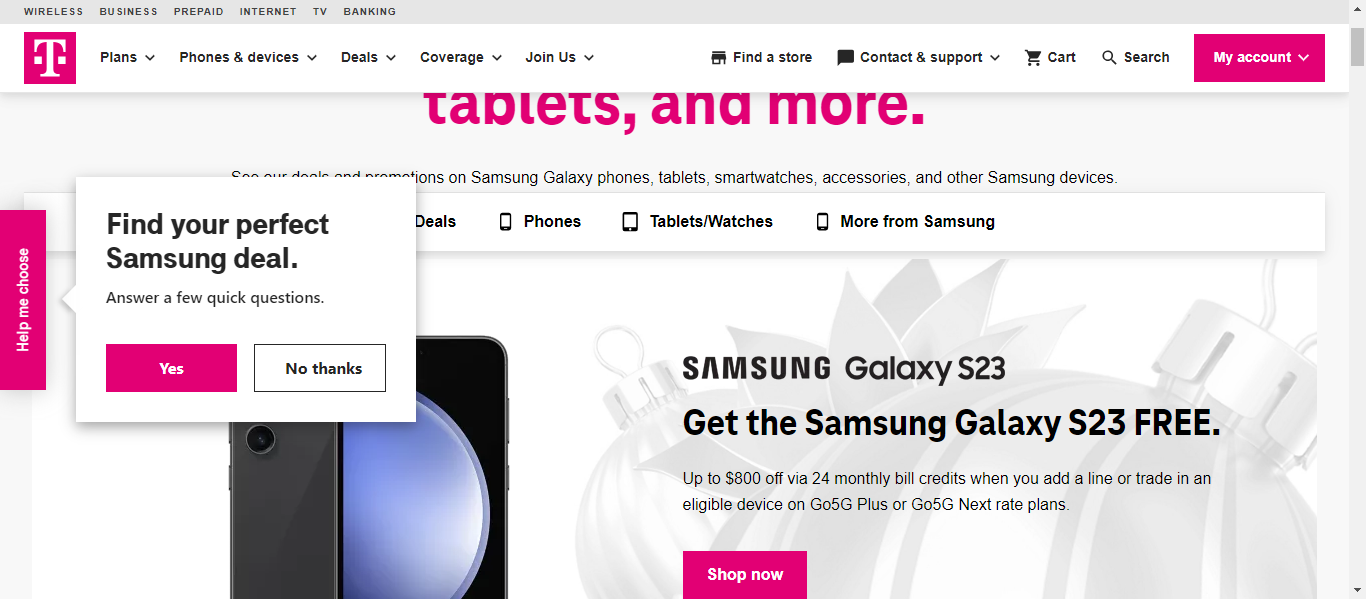 WIRELESS BUSINESS PREPAID INTERNET TV BANKING
T Plans Phones & devices Deals Coverage Join Us Find a store Contact & support Cart Search My account
tablets, and more.
See our deals and promotions on Samsung Galaxy phones, tablets, smartwatches, accessories, and other Samsung devices.
Deals Phones Tablets/Watches More from Samsung
Help me choose
Find your perfect
Samsung deal.
Answer a few quick questions.
Yes No thanks
SAMSUNG Galaxy S23
Get the Samsung Galaxy S23 FREE.
Up to $800 off via 24 monthly bill credits when you add a line or trade in an
eligible device on Go5G Plus or Go5G Next rate plans.
Shop now